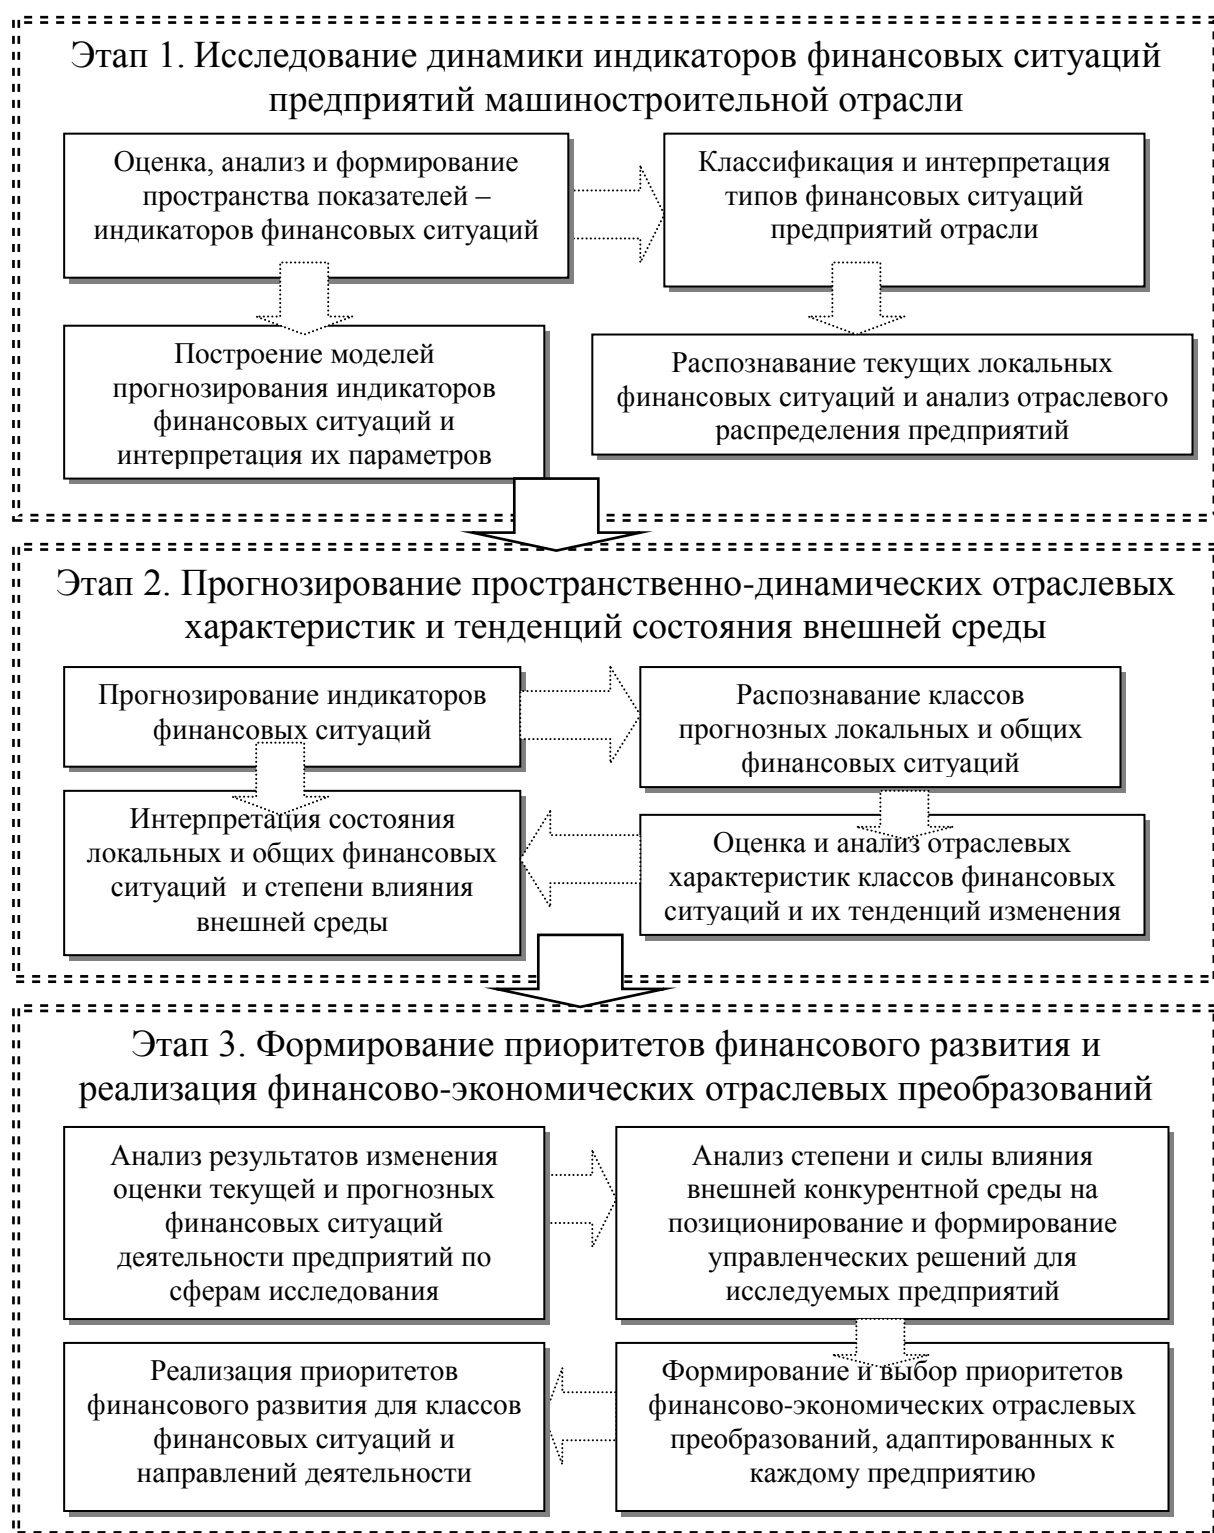 Этап 1. Исследование динамики индикаторов финансовых ситуаций
предприятий машиностроительной отрасли
Оценка, анализ и формирование
пространства показателей –
индикаторов финансовых ситуаций
Классификация и интерпретация
типов финансовых ситуаций
предприятий отрасли
Построение моделей
прогнозирования индикаторов
финансовых ситуаций и
интерпретация их параметров
Распознавание текущих локальных
финансовых ситуаций и анализ отраслевого
распределения предприятий
Этап 2. Прогнозирование пространственно-динамических отраслевых
характеристик и тенденций состояния внешней среды
Прогнозирование индикаторов
финансовых ситуаций
Распознавание классов
прогнозных локальных и общих
финансовых ситуаций
Интерпретация состояния
локальных и общих финансовых
ситуаций и степени влияния
внешней среды
Оценка и анализ отраслевых
характеристик классов финансовых
ситуаций и их тенденций изменения
Этап 3. Формирование приоритетов финансового развития и
реализация финансово-экономических отраслевых преобразований
Анализ результатов изменения
оценки текущей и прогнозных
финансовых ситуаций
деятельности предприятий по
сферам исследования
Анализ степени и силы влияния
внешней конкурентной среды на
позиционирование и формирование
управленческих решений для
исследуемых предприятий
Реализация приоритетов
финансового развития для классов
финансовых ситуаций и
направлений деятельности
Формирование и выбор приоритетов
финансово-экономических отраслевых
преобразований, адаптированных к
каждому предприятию